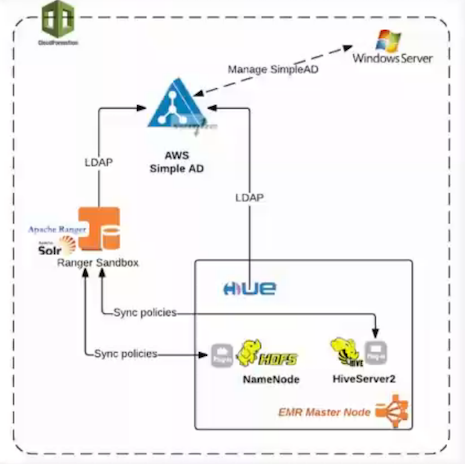 CloudFormation
Manage SimpleAD
Windows Server
AWS
Simple AD
LDAP
LDAP
Apache Ranger
Solr
Ranger Sandbox
HUE
Sync policies
Sync policies
Plug-in
HDFS
NameNode
Plug-in
HIVE
HiveServer2
EMR Master Node